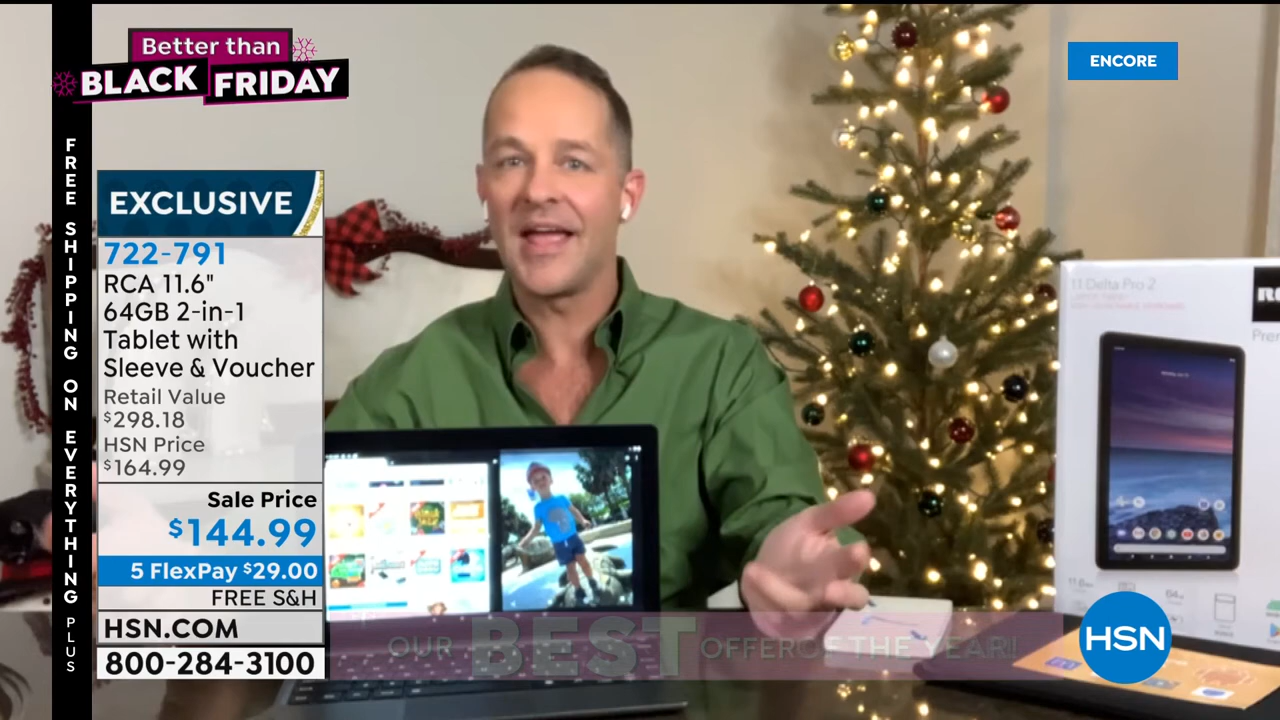 Better than
BLACK FRIDAY
ENCORE
FREE SHIPPING ON EVERYTHING PLUS
EXCLUSIVE
722-791
RCA 11.6"
64GB 2-in-1
Tablet with
Sleeve & Voucher
Retail Value
$298.18
HSN Price
$164.99
Sale Price
$144.99
5 FlexPay $29.00
FREE S&H
HSN.COM
800-284-3100
11 Delta Pro 2
OUR BEST OFFER OF THE YEAR!
HSN